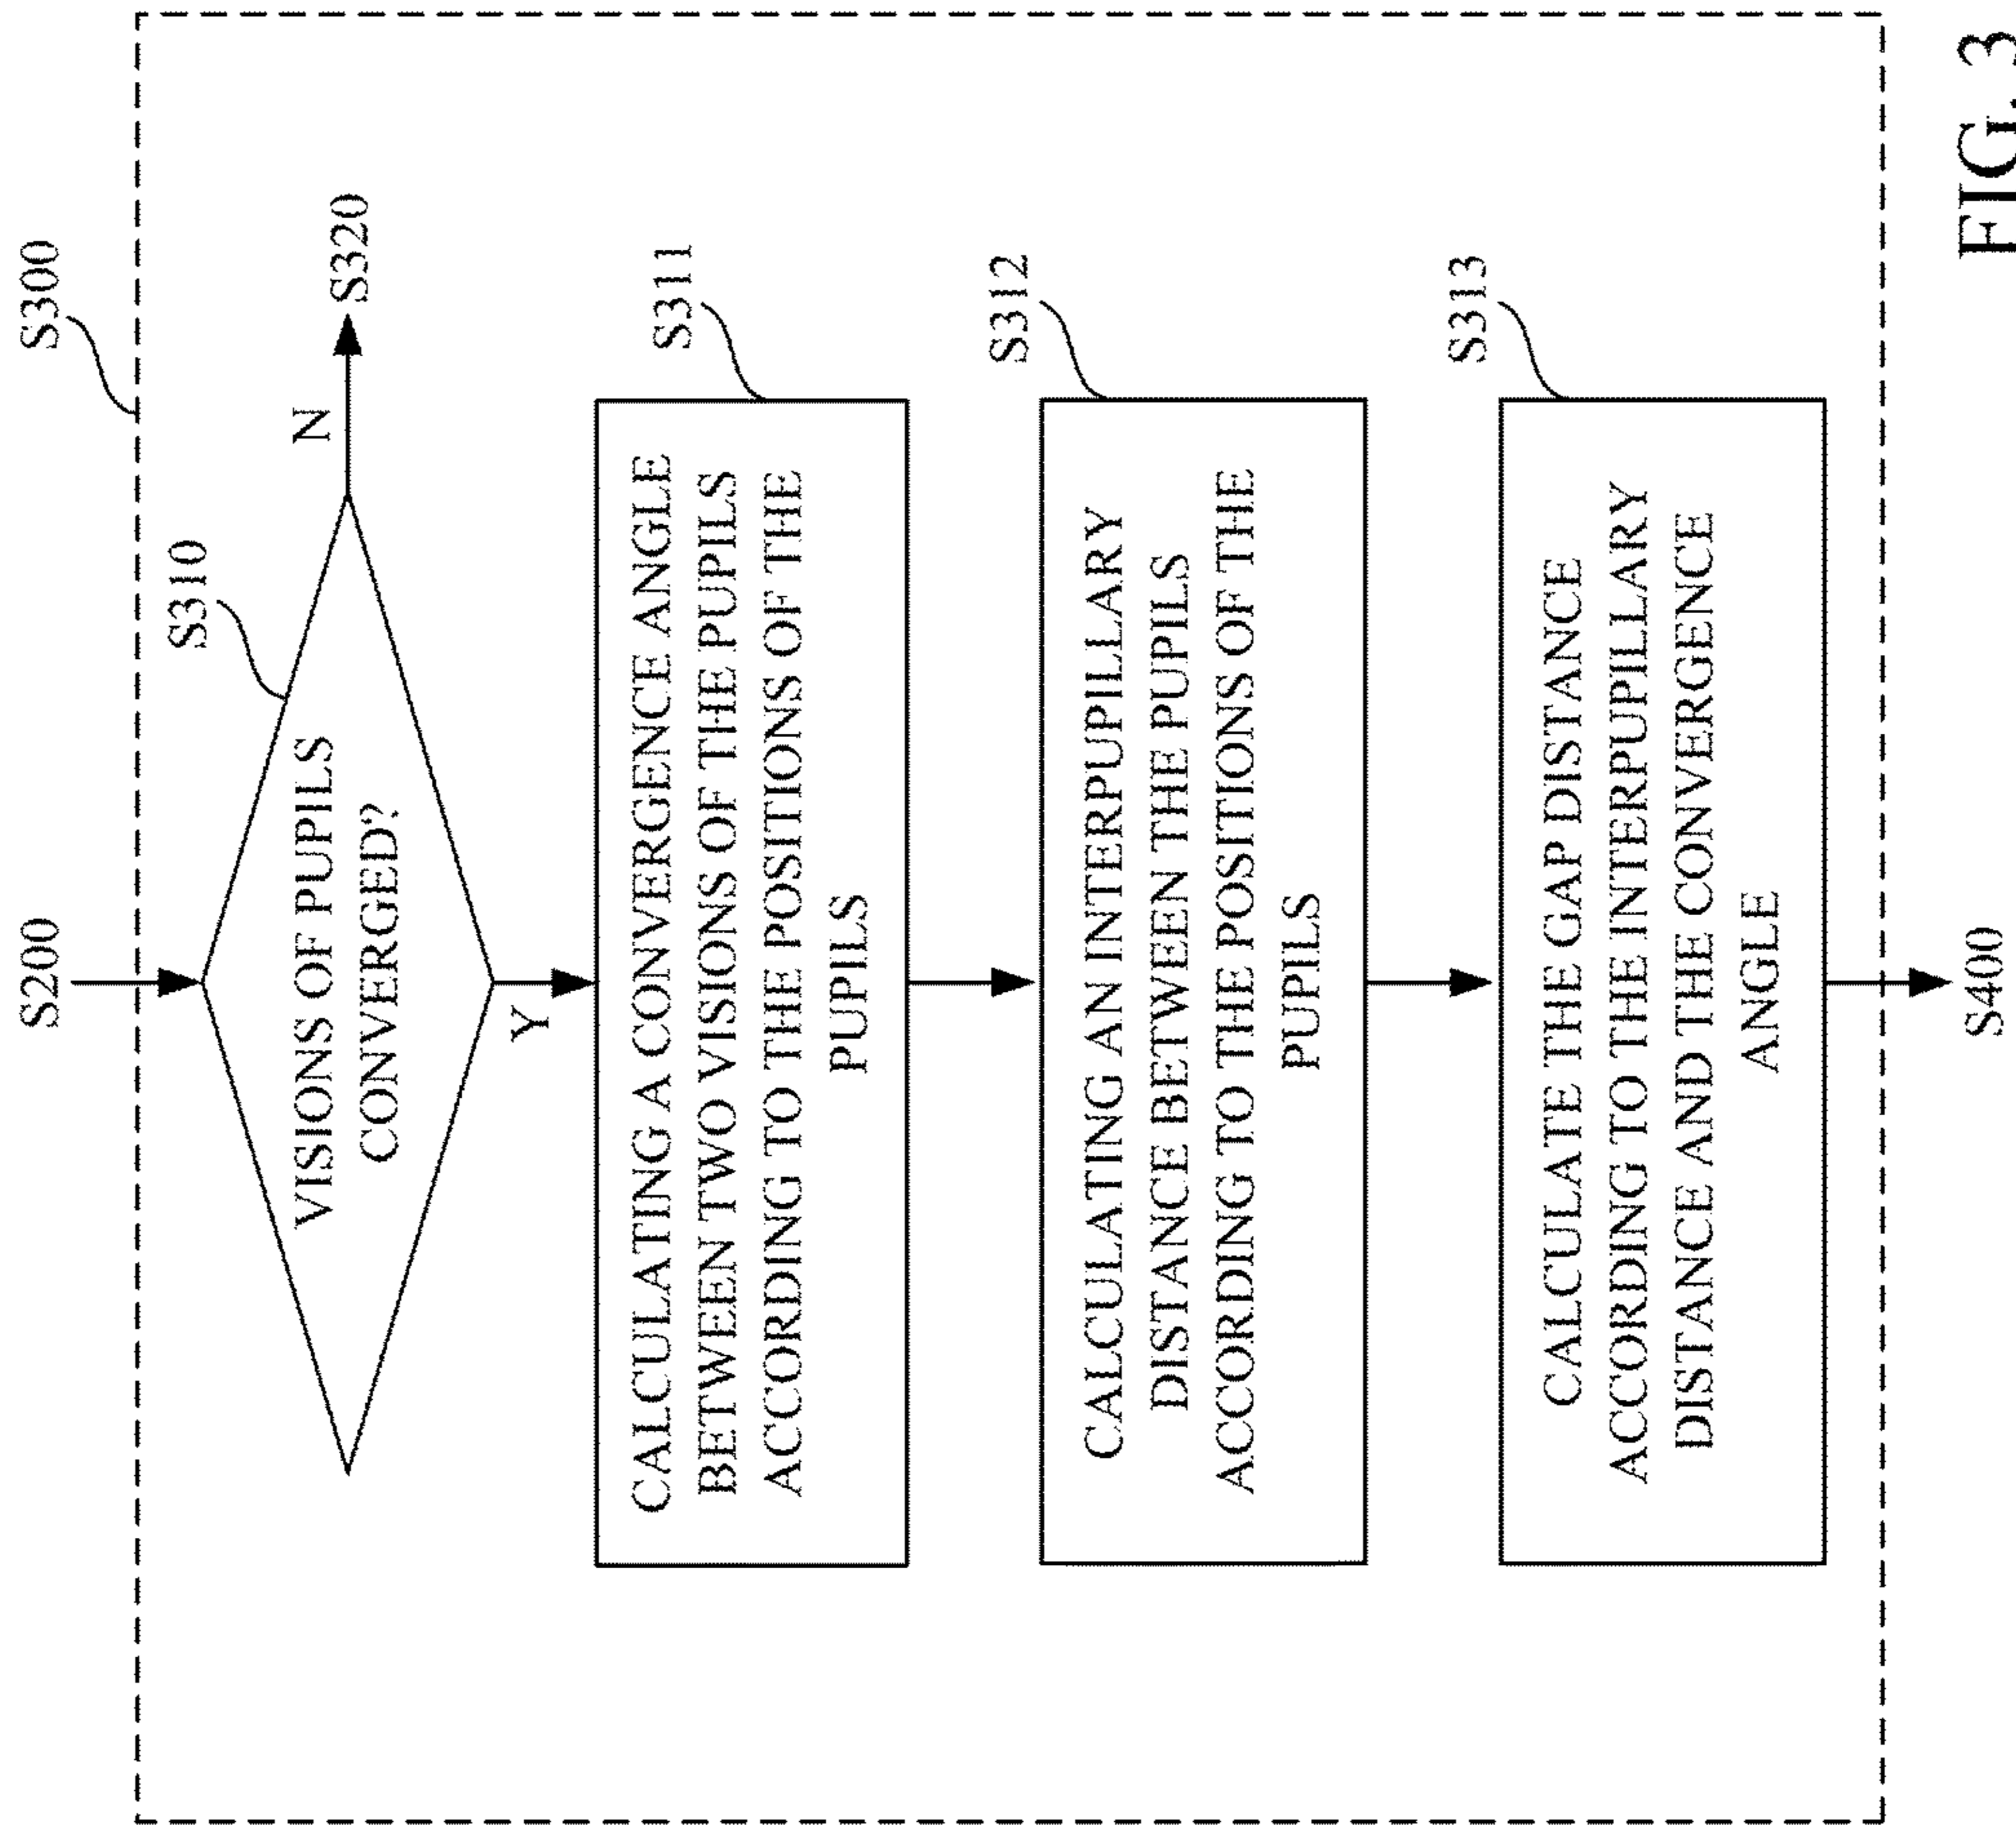 S200
S300
S310
VISIONS OF PUPILS
CONVERGED?
N
S320
Y
S311
CALCULATING A CONVERGENCE ANGLE
BETWEEN TWO VISIONS OF THE PUPILS
ACCORDING TO THE POSITIONS OF THE
PUPILS
S312
CALCULATING AN INTERPUPILLARY
DISTANCE BETWEEN THE PUPILS
ACCORDING TO THE POSITIONS OF THE
PUPILS
S313
CALCULATE THE GAP DISTANCE
ACCORDING TO THE INTERPUPILLARY
DISTANCE AND THE CONVERGENCE
ANGLE
S400
FIG. 3